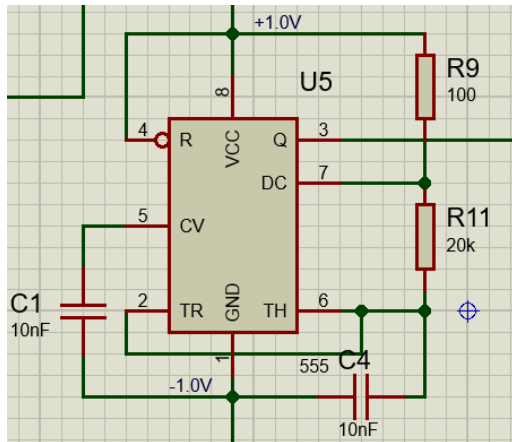 +1.0V
U5
R9
100
8
4
R
VCC
Q
3
DC
7
R11
20k
5
CV
C1
10nF
2
TR
GND
TH
6
1
555
C4
-1.0V
10nF